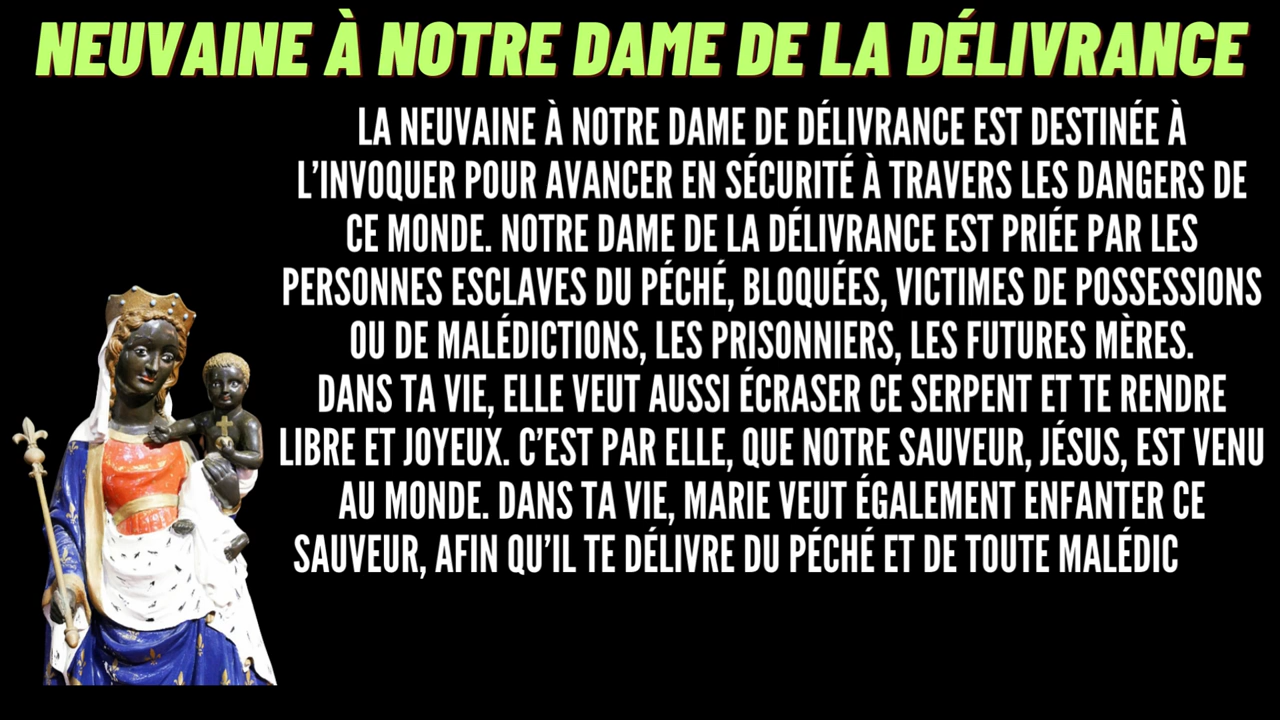 NEUVAINE À NOTRE DAME DE LA DÉLIVRANCE
LA NEUVAINE À NOTRE DAME DE DÉLIVRANCE EST DESTINÉE À
L'INVOQUER POUR AVANCER EN SÉCURITÉ À TRAVERS LES DANGERS DE
CE MONDE. NOTRE DAME DE LA DÉLIVRANCE EST PRIÉE PAR LES
PERSONNES ESCLAVES DU PÉCHÉ, BLOQUÉES, VICTIMES DE POSSESSIONS
OU DE MALÉDICTIONS, LES PRISONNIERS, LES FUTURES MÈRES.
DANS TA VIE, ELLE VEUT AUSSI ÉCRASER CE SERPENT ET TE RENDRE
LIBRE ET JOYEUX. C'EST PAR ELLE, QUE NOTRE SAUVEUR, JÉSUS, EST VENU
AU MONDE. DANS TA VIE, MARIE VEUT ÉGALEMENT ENFANTER CE
SAUVEUR, AFIN QU'IL TE DÉLIVRE DU PÉCHÉ ET DE TOUTE MALÉDIC